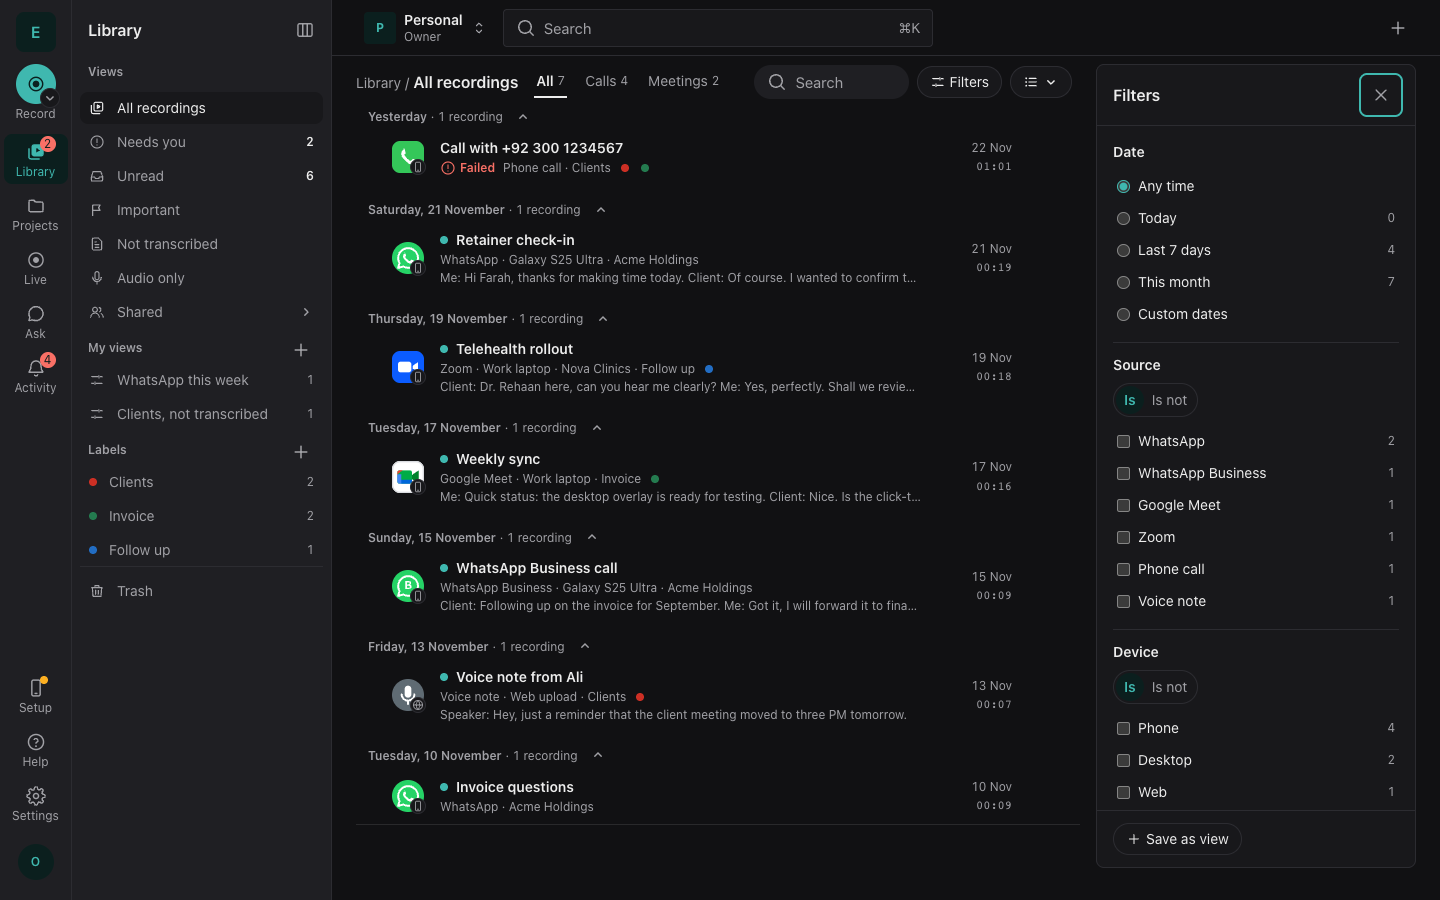 E
Record
2
Library
Projects
Live
Ask
4
Activity
Setup
Help
Settings
O
Library
Views
All recordings
Needs you 2
Unread 6
Important
Not transcribed
Audio only
Shared
My views
WhatsApp this week 1
Clients, not transcribed 1
Labels
Clients 2
Invoice 2
Follow up 1
Trash
P
Personal
Owner
Search ⌘K
Library / All recordings
All 7 Calls 4 Meetings 2
Search
Filters
Yesterday · 1 recording
Call with +92 300 1234567 22 Nov
Failed Phone call · Clients 01:01
Saturday, 21 November · 1 recording
Retainer check-in 21 Nov
WhatsApp · Galaxy S25 Ultra · Acme Holdings 00:19
Me: Hi Farah, thanks for making time today. Client: Of course. I wanted to confirm t...
Thursday, 19 November · 1 recording
Telehealth rollout 19 Nov
Zoom · Work laptop · Nova Clinics · Follow up 00:18
Client: Dr. Rehaan here, can you hear me clearly? Me: Yes, perfectly. Shall we revie...
Tuesday, 17 November · 1 recording
Weekly sync 17 Nov
Google Meet · Work laptop · Invoice 00:16
Me: Quick status: the desktop overlay is ready for testing. Client: Nice. Is the click-t...
Sunday, 15 November · 1 recording
B
WhatsApp Business call 15 Nov
WhatsApp Business · Galaxy S25 Ultra · Acme Holdings 00:09
Client: Following up on the invoice for September. Me: Got it, I will forward it to fina...
Friday, 13 November · 1 recording
Voice note from Ali 13 Nov
Voice note · Web upload · Clients 00:07
Speaker: Hey, just a reminder that the client meeting moved to three PM tomorrow.
Tuesday, 10 November · 1 recording
Invoice questions 10 Nov
WhatsApp · Acme Holdings 00:09
Filters
Date
Any time
Today 0
Last 7 days 4
This month 7
Custom dates
Source
Is Is not
WhatsApp 2
WhatsApp Business 1
Google Meet 1
Zoom 1
Phone call 1
Voice note 1
Device
Is Is not
Phone 4
Desktop 2
Web 1
Save as view